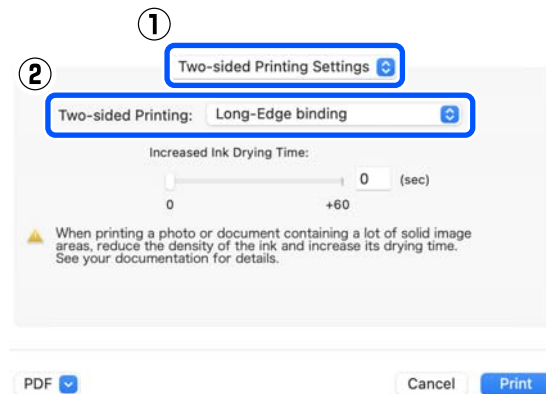 ①
Two-sided Printing Settings
②
Two-sided Printing: Long-Edge binding
Increased Ink Drying Time:
0 (sec)
0 +60
When printing a photo or document containing a lot of solid image
areas, reduce the density of the ink and increase its drying time.
See your documentation for details.
PDF Cancel Print